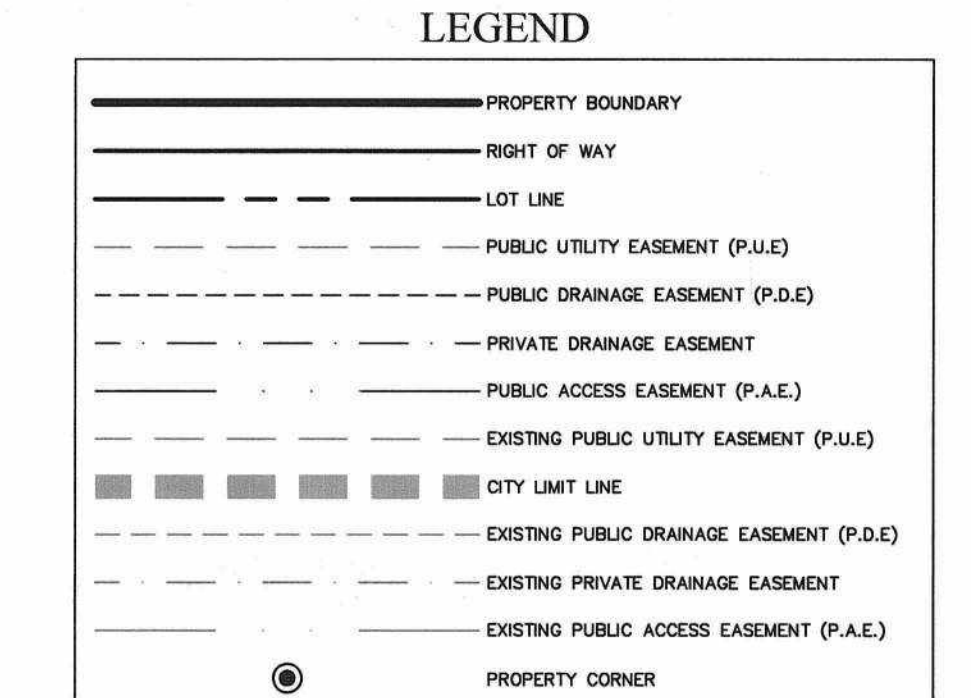 LEGEND
PROPERTY BOUNDARY
RIGHT OF WAY
LOT LINE
PUBLIC UTILITY EASEMENT (P.U.E)
PUBLIC DRAINAGE EASEMENT (P.D.E)
PRIVATE DRAINAGE EASEMENT
PUBLIC ACCESS EASEMENT (P.A.E.)
EXISTING PUBLIC UTILITY EASEMENT (P.U.E)
CITY LIMIT LINE
EXISTING PUBLIC DRAINAGE EASEMENT (P.D.E)
EXISTING PRIVATE DRAINAGE EASEMENT
EXISTING PUBLIC ACCESS EASEMENT (P.A.E.)
PROPERTY CORNER